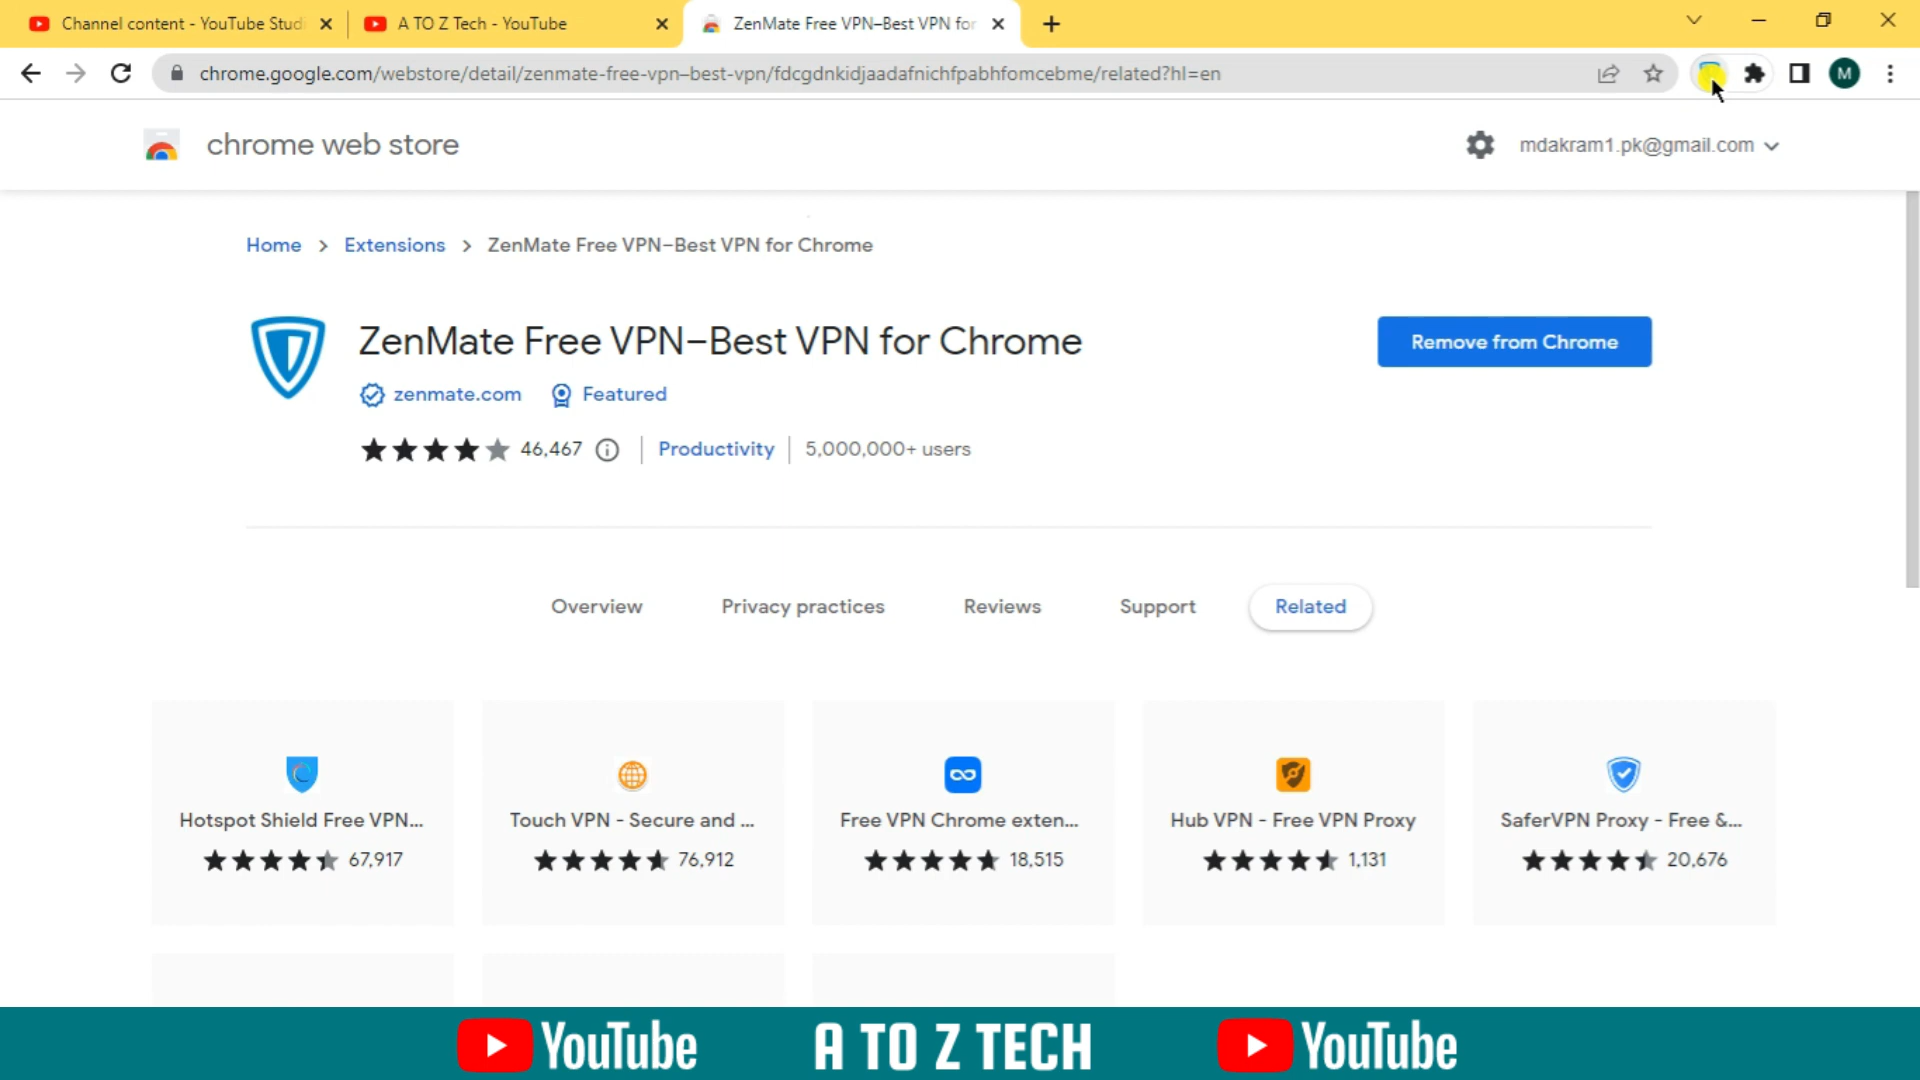 Channel content - YouTube Studi
A TO Z Tech - YouTube
ZenMate Free VPN–Best VPN for
chrome.google.com/webstore/detail/zenmate-free-vpn–best-vpn/fdcgdnkidjaadafnichfpabhfomcebme/related?hl=en
M
chrome web store
mdakram1.pk@gmail.com
Home > Extensions > ZenMate Free VPN–Best VPN for Chrome
ZenMate Free VPN–Best VPN for Chrome
Remove from Chrome
zenmate.com Featured
46,467 Productivity 5,000,000+ users
Overview Privacy practices Reviews Support Related
Hotspot Shield Free VPN...
67,917
Touch VPN - Secure and ...
76,912
Free VPN Chrome exten...
18,515
Hub VPN - Free VPN Proxy
1,131
SaferVPN Proxy - Free &...
20,676
YouTube A TO Z TECH YouTube